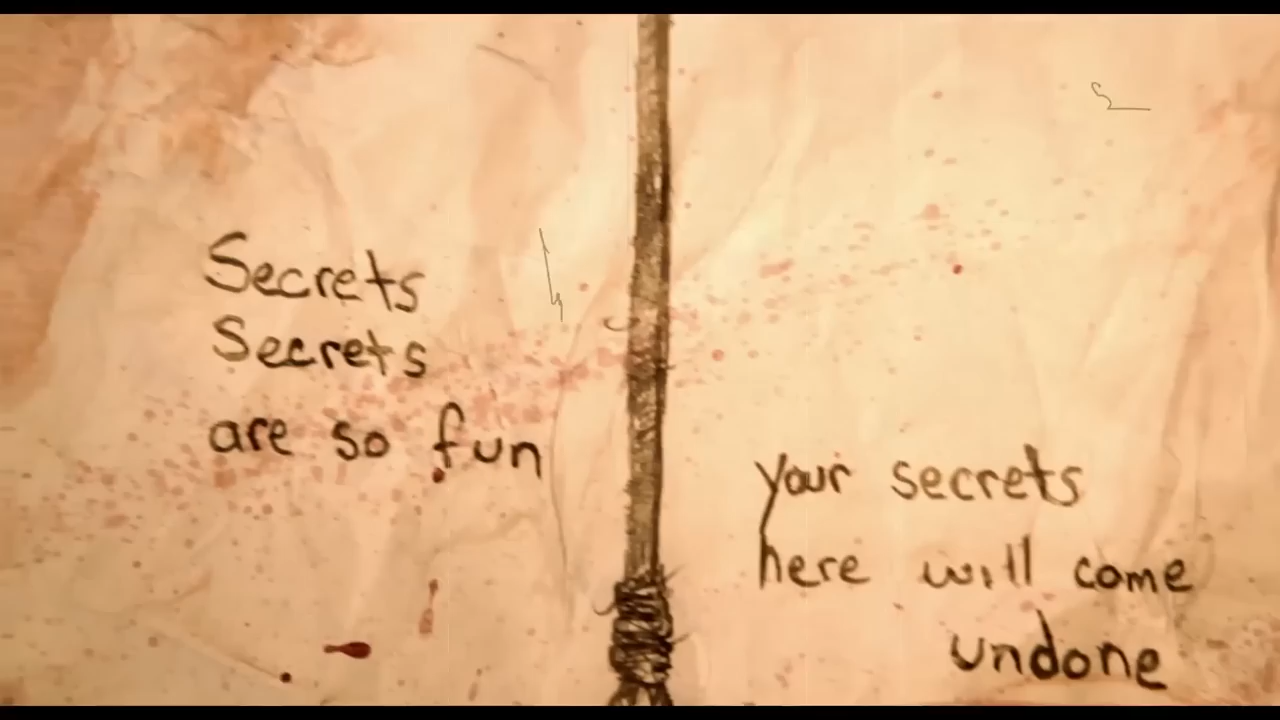 Secrets
Secrets
are so fun
your secrets
here will come
undone